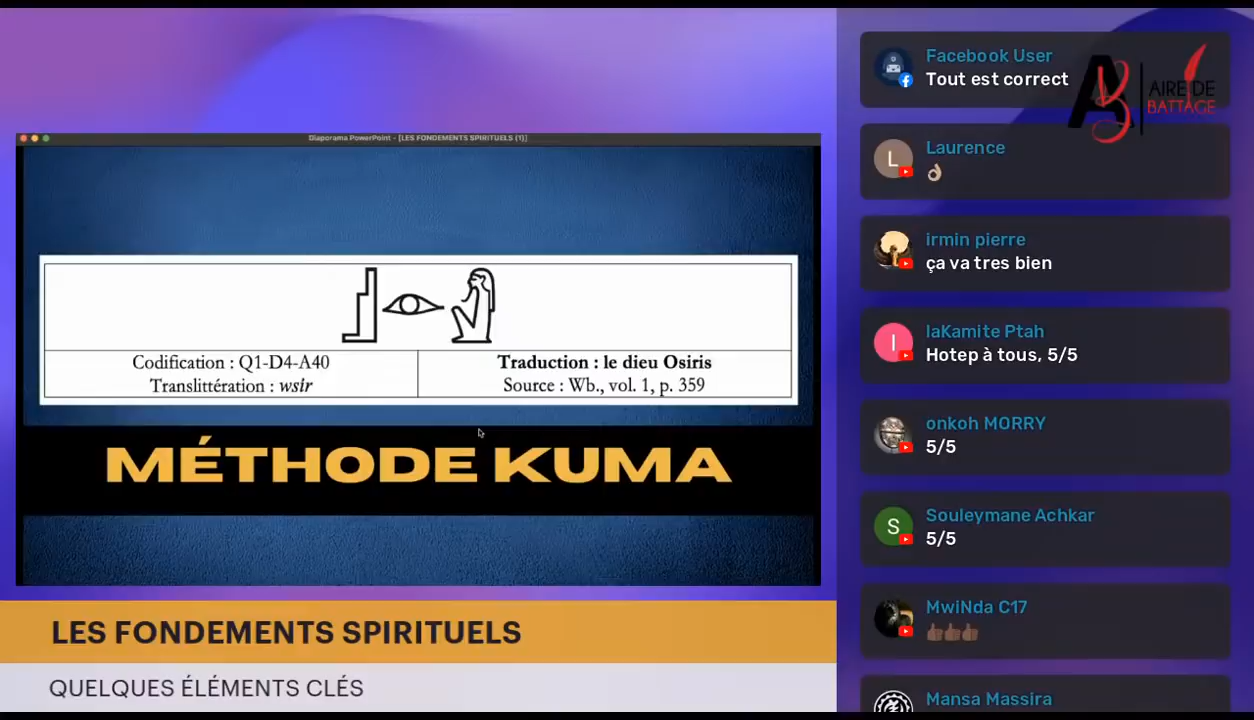 Diaporama PowerPoint - [LES FONDEMENTS SPIRITUELS (1)]
Codification : Q1-D4-A40
Translittération : wsir
Traduction : le dieu Osiris
Source : Wb., vol. 1, p. 359
MÉTHODE KUMA
LES FONDEMENTS SPIRITUELS
QUELQUES ÉLÉMENTS CLÉS
Facebook User
Tout est correct
AB
AIRE DE
BATTAGE
L
Laurence
👌🏽
irmin pierre
ça va tres bien
I
laKamite Ptah
Hotep à tous, 5/5
onkoh MORRY
5/5
S
Souleymane Achkar
5/5
MwiNda C17
👍🏾👍🏾👍🏾
Mansa Massira